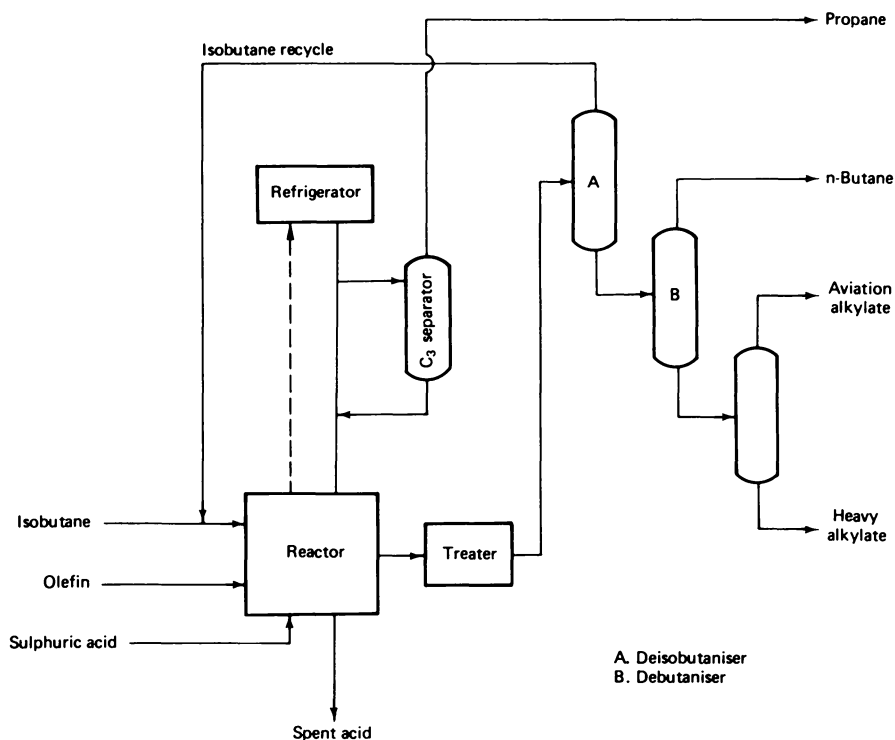 Propane
Isobutane recycle
A
Refrigerator
n-Butane
C₃ separator
B
Aviation
alkylate
Isobutane
Reactor
Treater
Heavy
alkylate
Olefin
Sulphuric acid
A. Deisobutaniser
B. Debutaniser
Spent acid